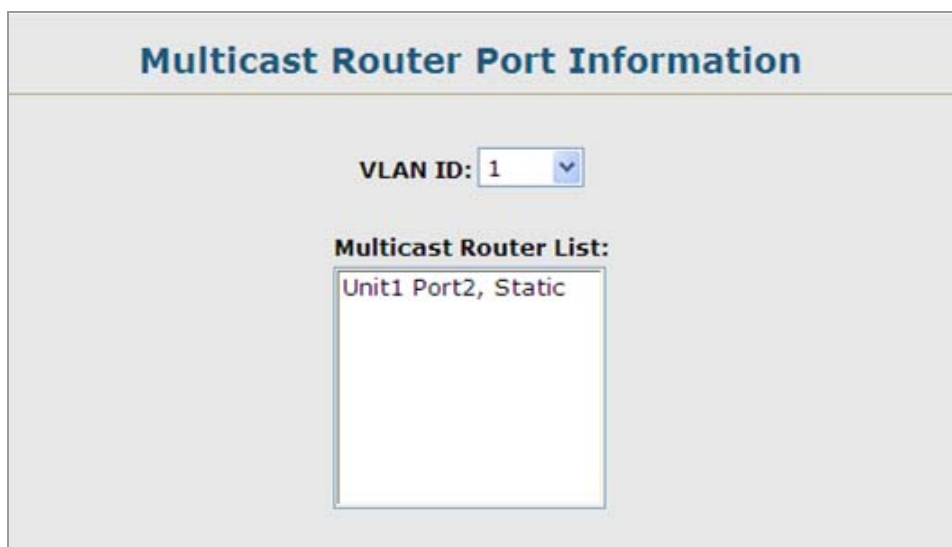 Multicast Router Port Information
VLAN ID: 1
Multicast Router List:
Unit1 Port2, Static